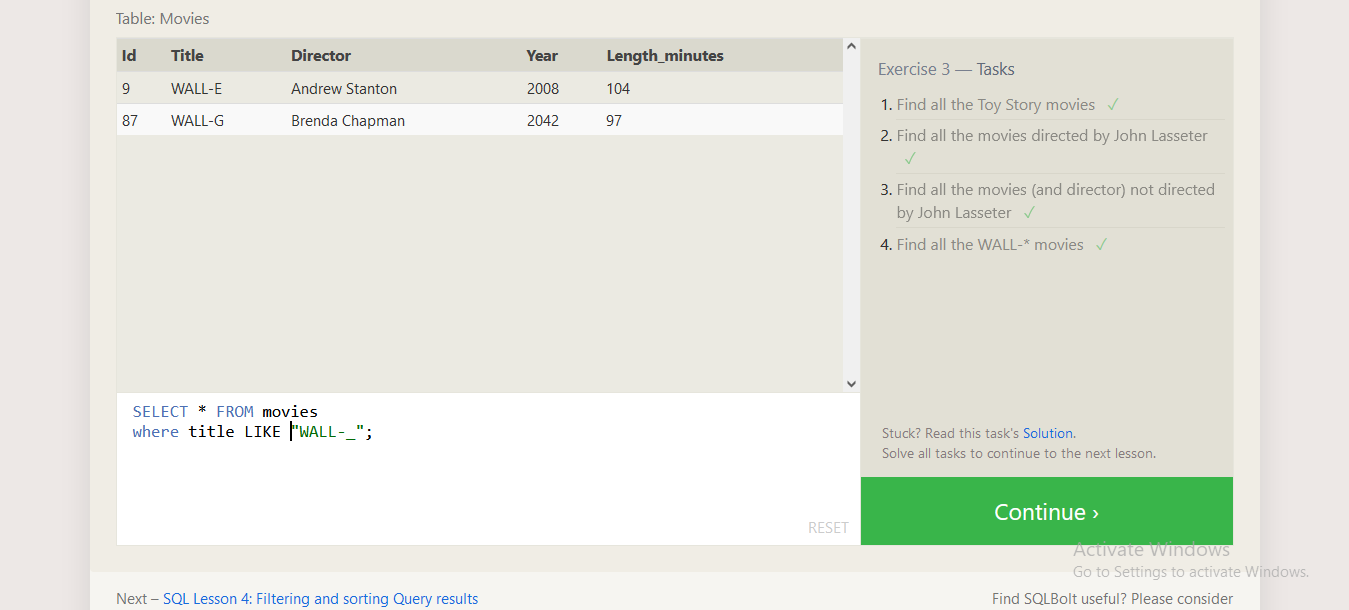 Table: Movies
Id Title Director Year Length_minutes
9 WALL-E Andrew Stanton 2008 104
87 WALL-G Brenda Chapman 2042 97
Exercise 3 — Tasks
1. Find all the Toy Story movies ✓
2. Find all the movies directed by John Lasseter
✓
3. Find all the movies (and director) not directed
by John Lasseter ✓
4. Find all the WALL-* movies ✓
SELECT * FROM movies
where title LIKE "WALL-_";
RESET
Stuck? Read this task's Solution.
Solve all tasks to continue to the next lesson.
Continue ›
Activate Windows
Go to Settings to activate Windows.
Next – SQL Lesson 4: Filtering and sorting Query results
Find SQLBolt useful? Please consider